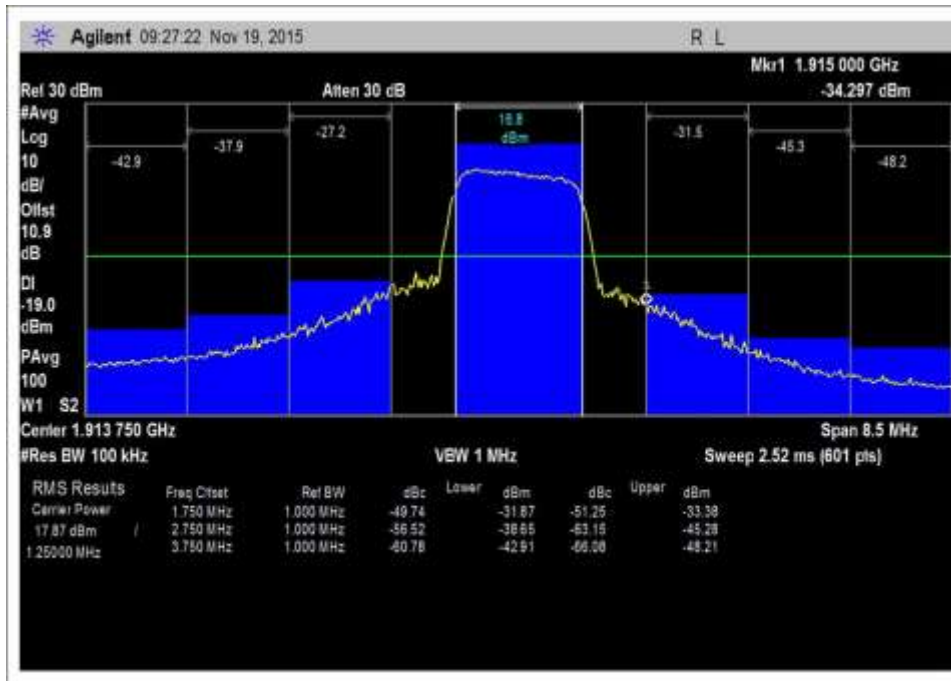 Agilent 09:27:22 Nov 19, 2015 R L
Mkr1 1.915 000 GHz
Ref 30 dBm Atten 30 dB -34.297 dBm
#Avg
Log
10
dB/
Offst
10.9
dB
DI
-19.0
dBm
PAvg
100
W1 S2
-42.9 -37.9 -27.2 dBm -31.5 -45.3 -48.2
1
Center 1.913 750 GHz Span 8.5 MHz
#Res BW 100 kHz VBW 1 MHz Sweep 2.52 ms (601 pts)
RMS Results Freq Offset Ref BW dBc Lower dBm dBc Upper dBm
Carrier Power 1.750 MHz 1.000 MHz -49.74 -31.87 -51.25 -33.38
17.87 dBm / 2.750 MHz 1.000 MHz -56.52 -38.65 -63.15 -45.28
1.25000 MHz 3.750 MHz 1.000 MHz -60.78 -42.91 -66.08 -48.21